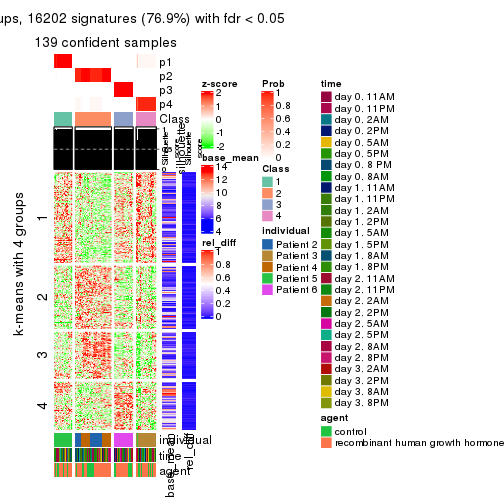 ups, 16202 signatures (76.9%) with fdr < 0.05
139 confident samples
p1
p2
p3
p4
Class
1
0.5
0
Silhouette
score
silhouette
k-means with 4 groups
1
2
3
4
individual
time
agent
base_mean
rel_diff
z-score
2
1
0
-1
-2
base_mean
14
12
10
8
6
4
rel_diff
1
0.8
0.6
0.4
0.2
0
Prob
1
0.8
0.6
0.4
0.2
0
Class
1
2
3
4
individual
Patient 2
Patient 3
Patient 4
Patient 5
Patient 6
time
day 0. 11AM
day 0. 11PM
day 0. 2AM
day 0. 2PM
day 0. 5AM
day 0. 5PM
day 0. 8 PM
day 0. 8AM
day 1. 11AM
day 1. 11PM
day 1. 2AM
day 1. 2PM
day 1. 5AM
day 1. 5PM
day 1. 8AM
day 1. 8PM
day 2. 11AM
day 2. 11PM
day 2. 2AM
day 2. 2PM
day 2. 5AM
day 2. 5PM
day 2. 8AM
day 2. 8PM
day 3. 2AM
day 3. 2PM
day 3. 8AM
day 3. 8PM
agent
control
recombinant human growth hormone